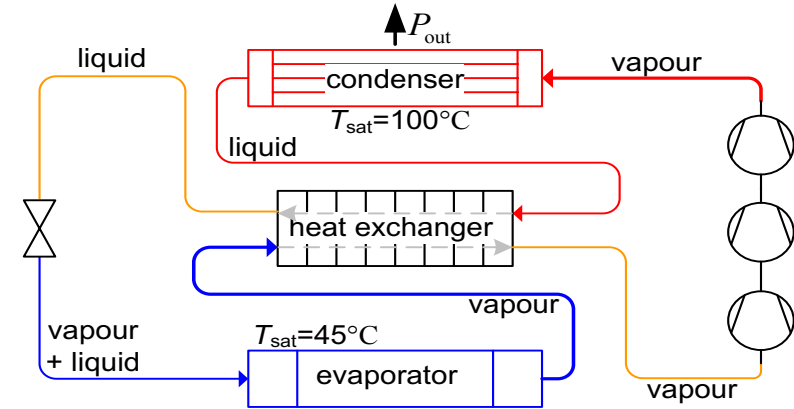 P_out
liquid
condenser
vapour
T_sat=100°C
liquid
heat exchanger
vapour
T_sat=45°C
vapour
+ liquid
evaporator
vapour